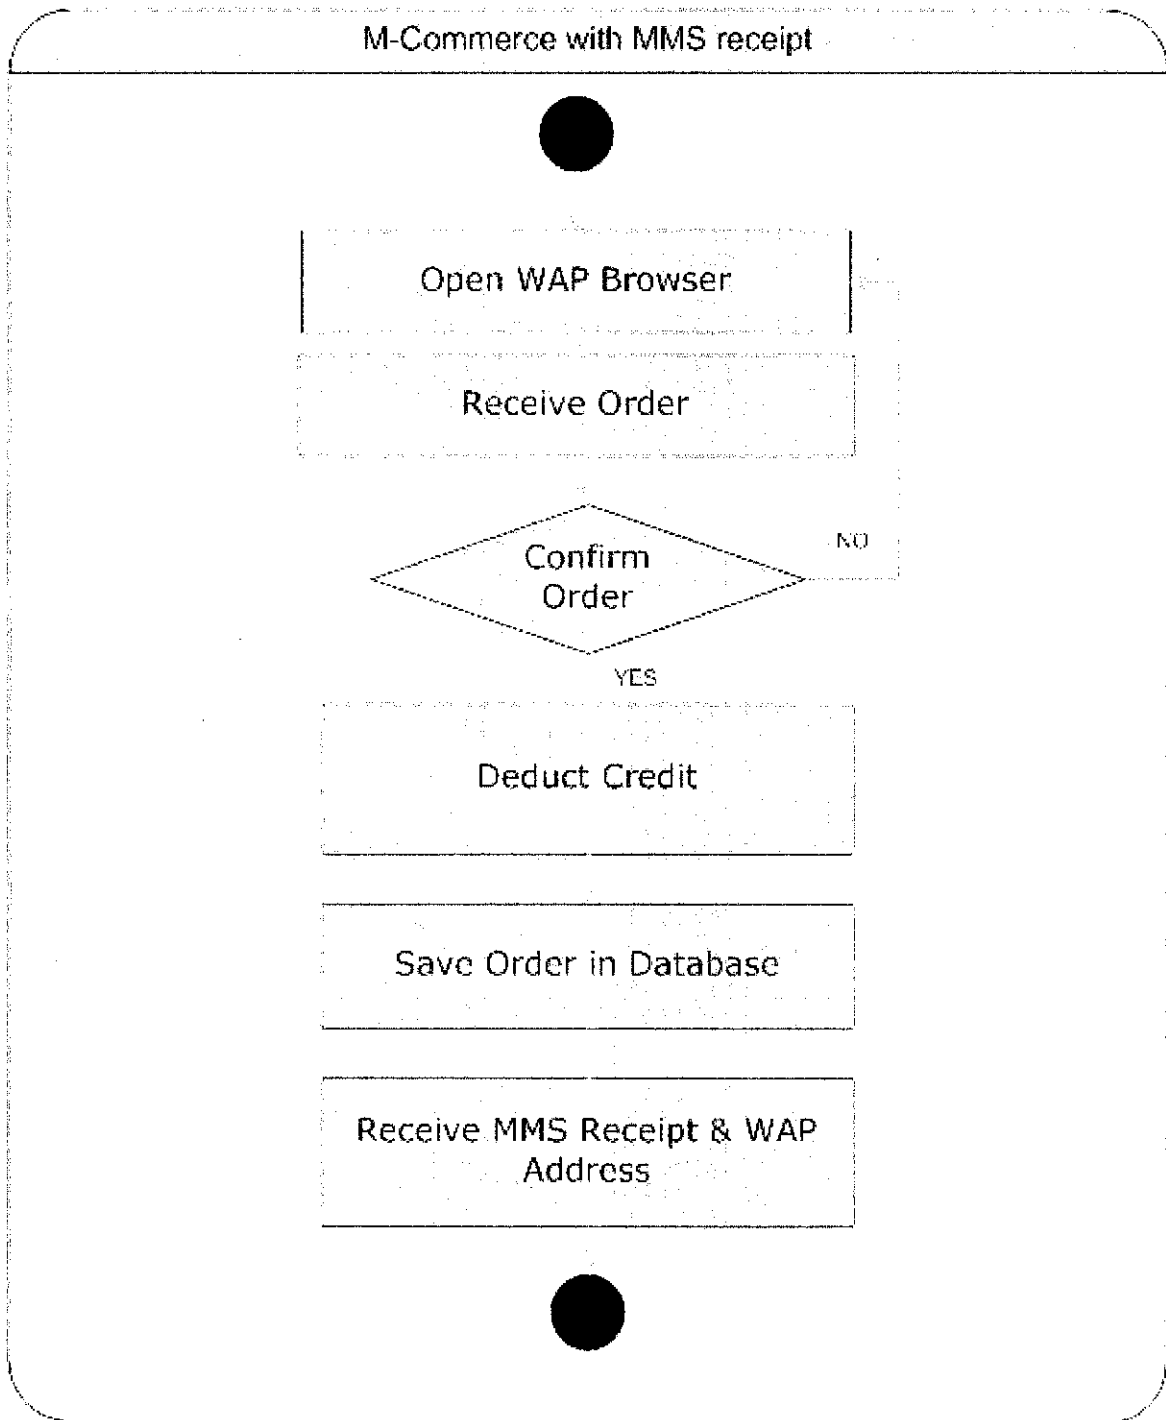 M-Commerce with MMS receipt
Open WAP Browser
Receive Order
Confirm
Order
NO
YES
Deduct Credit
Save Order in Database
Receive MMS Receipt & WAP
Address